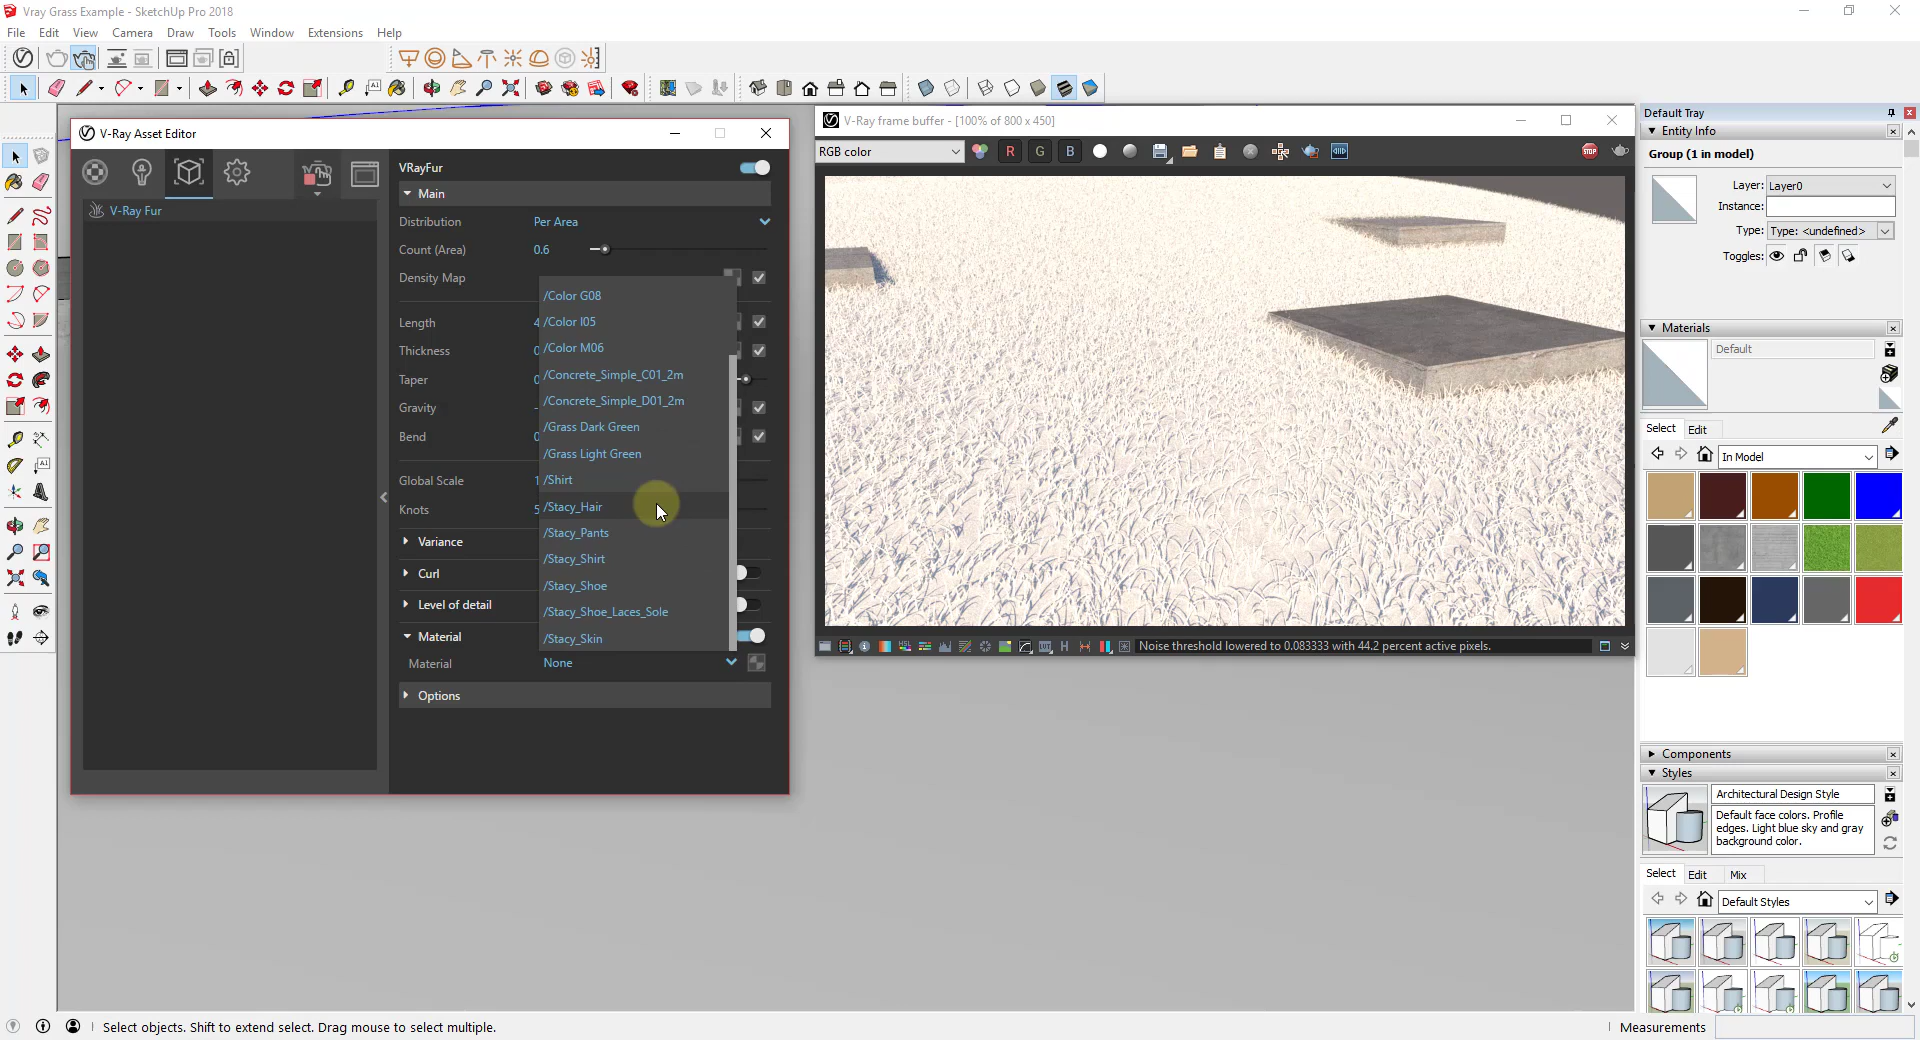 Vray Grass Example - SketchUp Pro 2018
File Edit View Camera Draw Tools Window Extensions Help
V-Ray Asset Editor
V-Ray Fur
VRayFur
Main
Distribution Per Area
Count (Area) 0.6
Density Map
Length 4
Thickness 0
Taper 0
Gravity -
Bend 0
Global Scale 1
Knots 5
Variance
Curl
Level of detail
Material
Material None
Options
/Color G08
/Color I05
/Color M06
/Concrete_Simple_C01_2m
/Concrete_Simple_D01_2m
/Grass Dark Green
/Grass Light Green
/Shirt
/Stacy_Hair
/Stacy_Pants
/Stacy_Shirt
/Stacy_Shoe
/Stacy_Shoe_Laces_Sole
/Stacy_Skin
V-Ray frame buffer - [100% of 800 x 450]
RGB color
R G B
STOP
HSL
H
Noise threshold lowered to 0.083333 with 44.2 percent active pixels.
Default Tray
Entity Info
Group (1 in model)
Layer: Layer0
Instance:
Type: Type: <undefined>
Toggles:
Materials
Default
Select Edit
In Model
Components
Styles
Architectural Design Style
Default face colors. Profile
edges. Light blue sky and gray
background color.
Select Edit Mix
Default Styles
Select objects. Shift to extend select. Drag mouse to select multiple.
Measurements